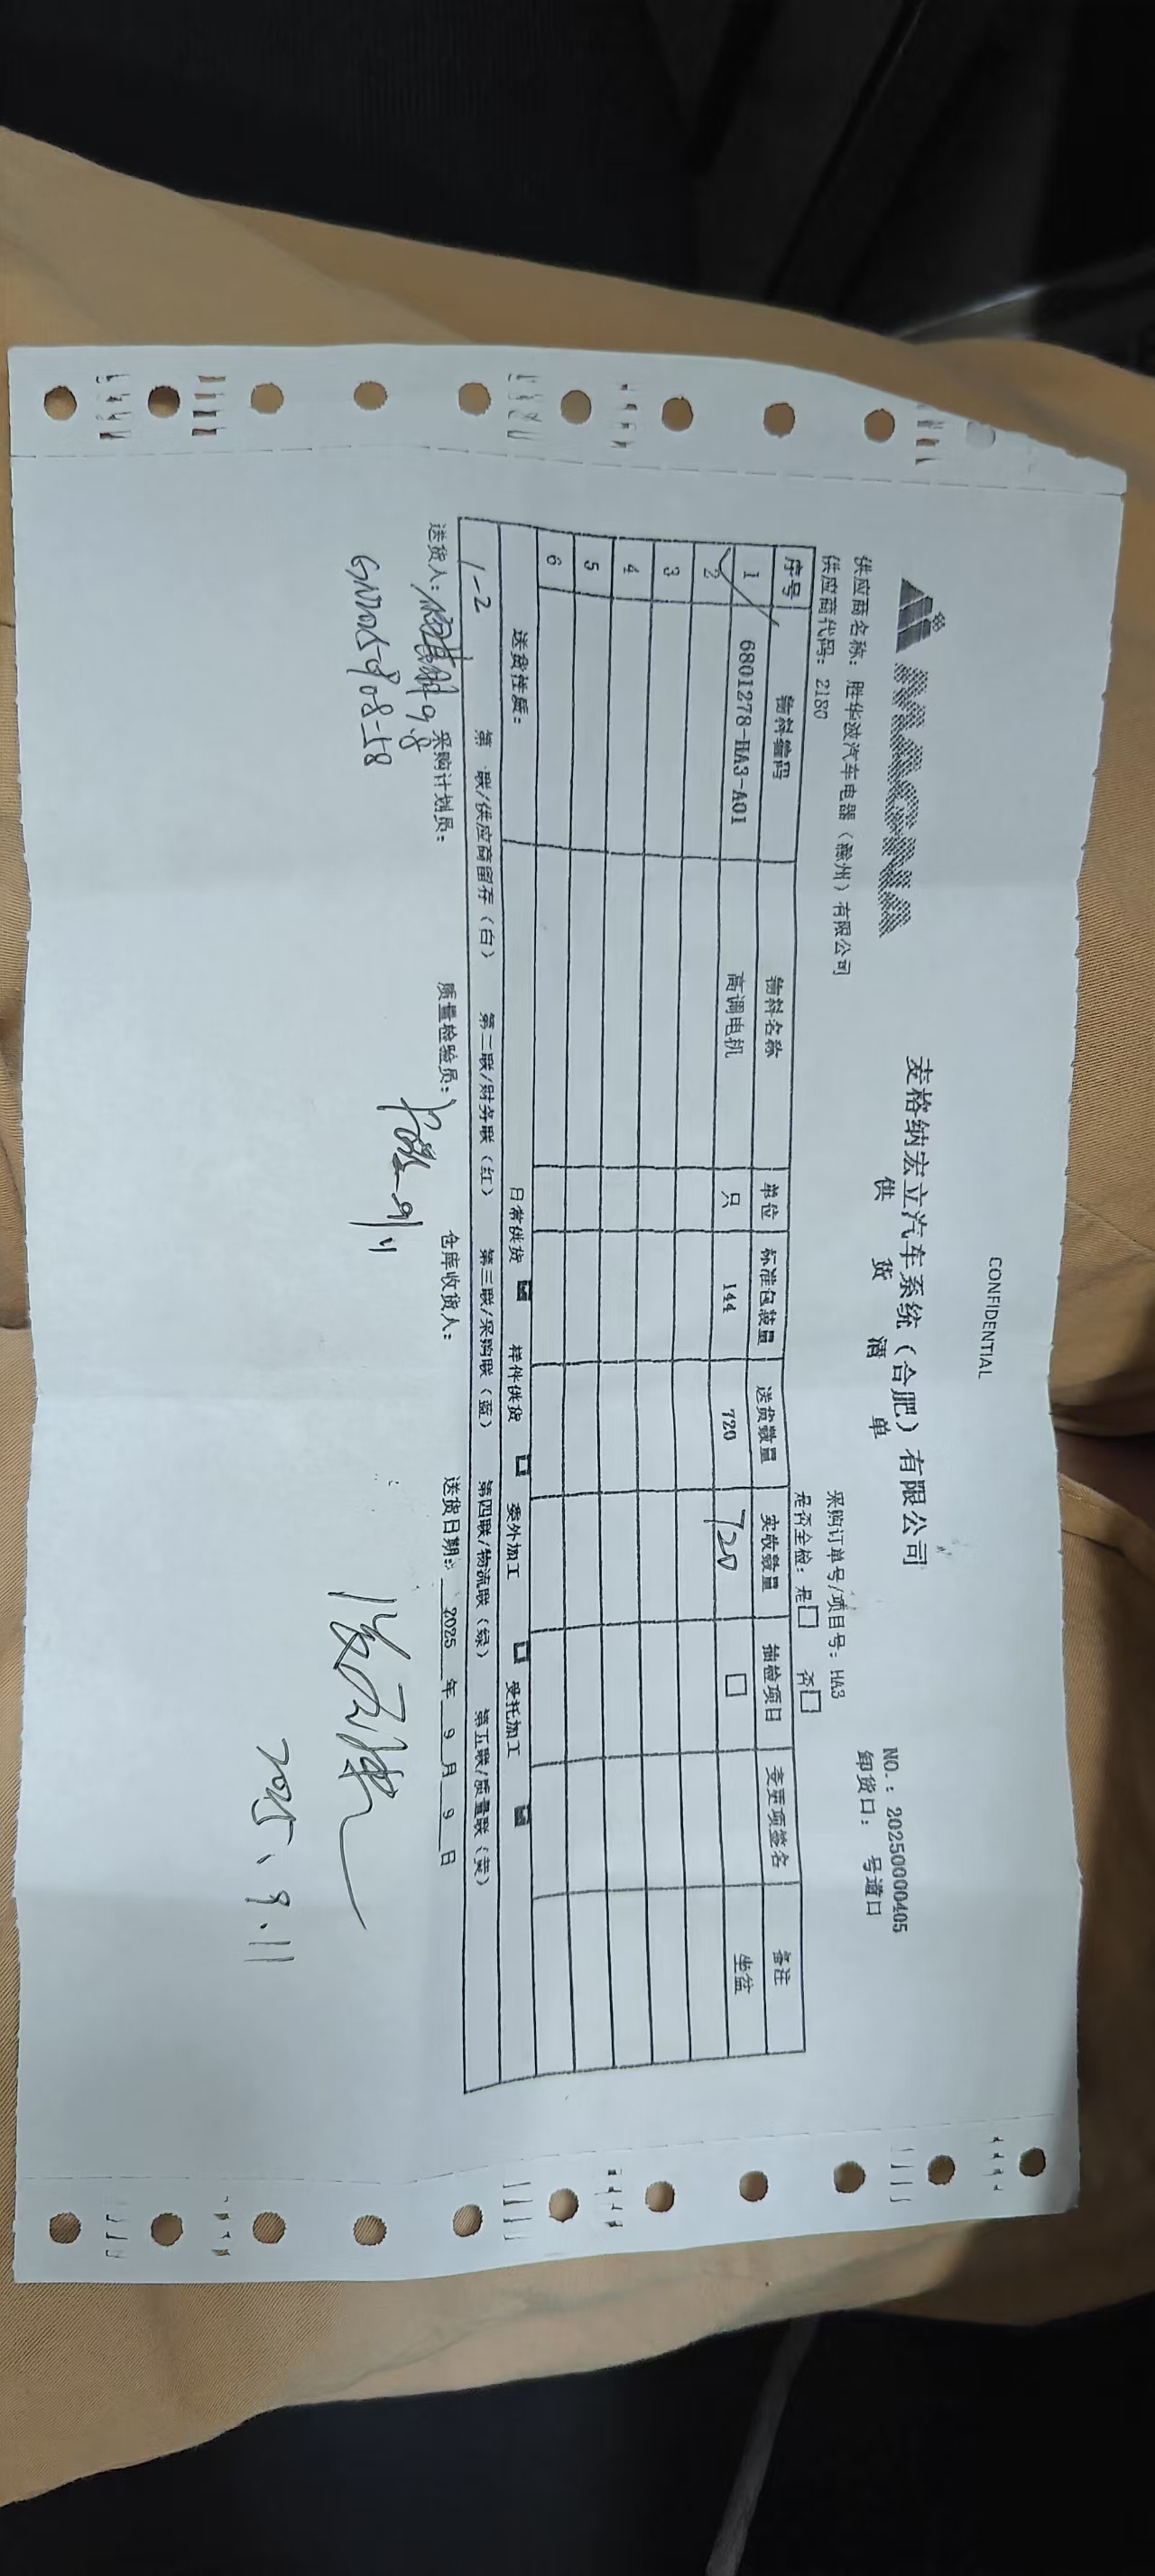 CONFIDENTIAL
MAGNA
麦格纳宏立汽车系统（合肥）有限公司
供 货 清 单
NO.：20250000405
卸货口： 号道口
供应商名称：胜华波汽车电器（滁州）有限公司
采购订单号/项目号：HA3
供应商代码：2180
是否全检：是□ 否□
序号 物料编码 物料名称 单位 标准包装量 送货数量 实收数量 抽检项目 变更项签名 备注
1 6801278-HA3-A01 高调电机 只 144 720 720 □ 坐盆
2
3
4
5
6
送货性质： 日常供货 样件供货 □ 委外加工 □ 受托加工
1-2 第 联/供应商留存（白） 第二联/财务联（红） 第三联/采购联（蓝） 第四联/物流联（绿） 第五联/质量联（黄）
送货人： 9.8 采购计划员： 质量检验员： 9/11 仓库收货人： 送货日期： 2025 年 9 月 9 日
2025、9.11